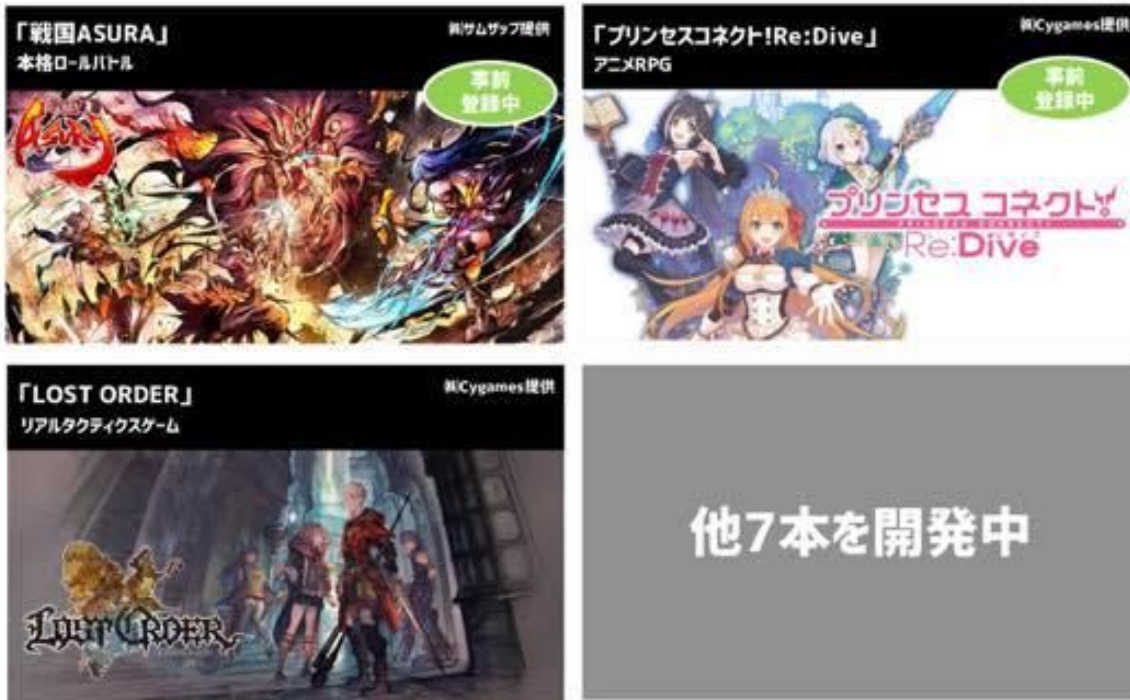 「戦国ASURA」
㈱サムザップ提供
本格ロールバトル
事前
登録中
ASURA
「プリンセスコネクト!Re:Dive」
㈱Cygames提供
アニメRPG
事前
登録中
プリンセス コネクト!
PRINCESS CONNECT!
Re:Dive
「LOST ORDER」
㈱Cygames提供
リアルタクティクスゲーム
LOST ORDER
他7本を開発中